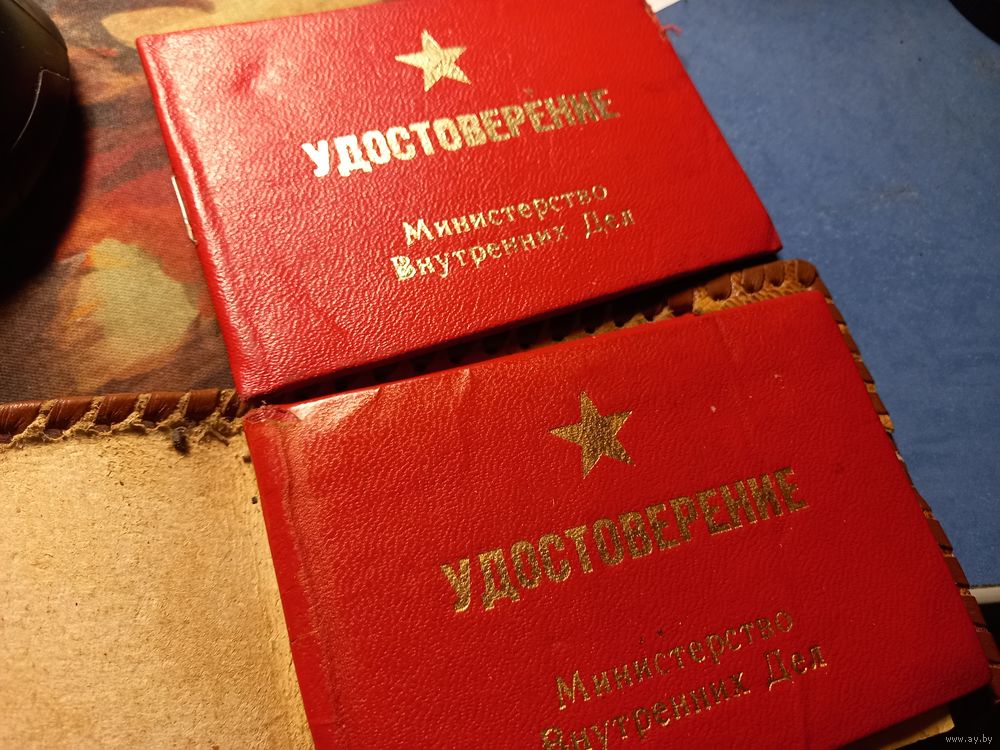 УДОСТОВЕРЕНИЕ
Министерство
Внутренних Дел
УДОСТОВЕРЕНИЕ
Министерство
Внутренних Дел
www.ay.by